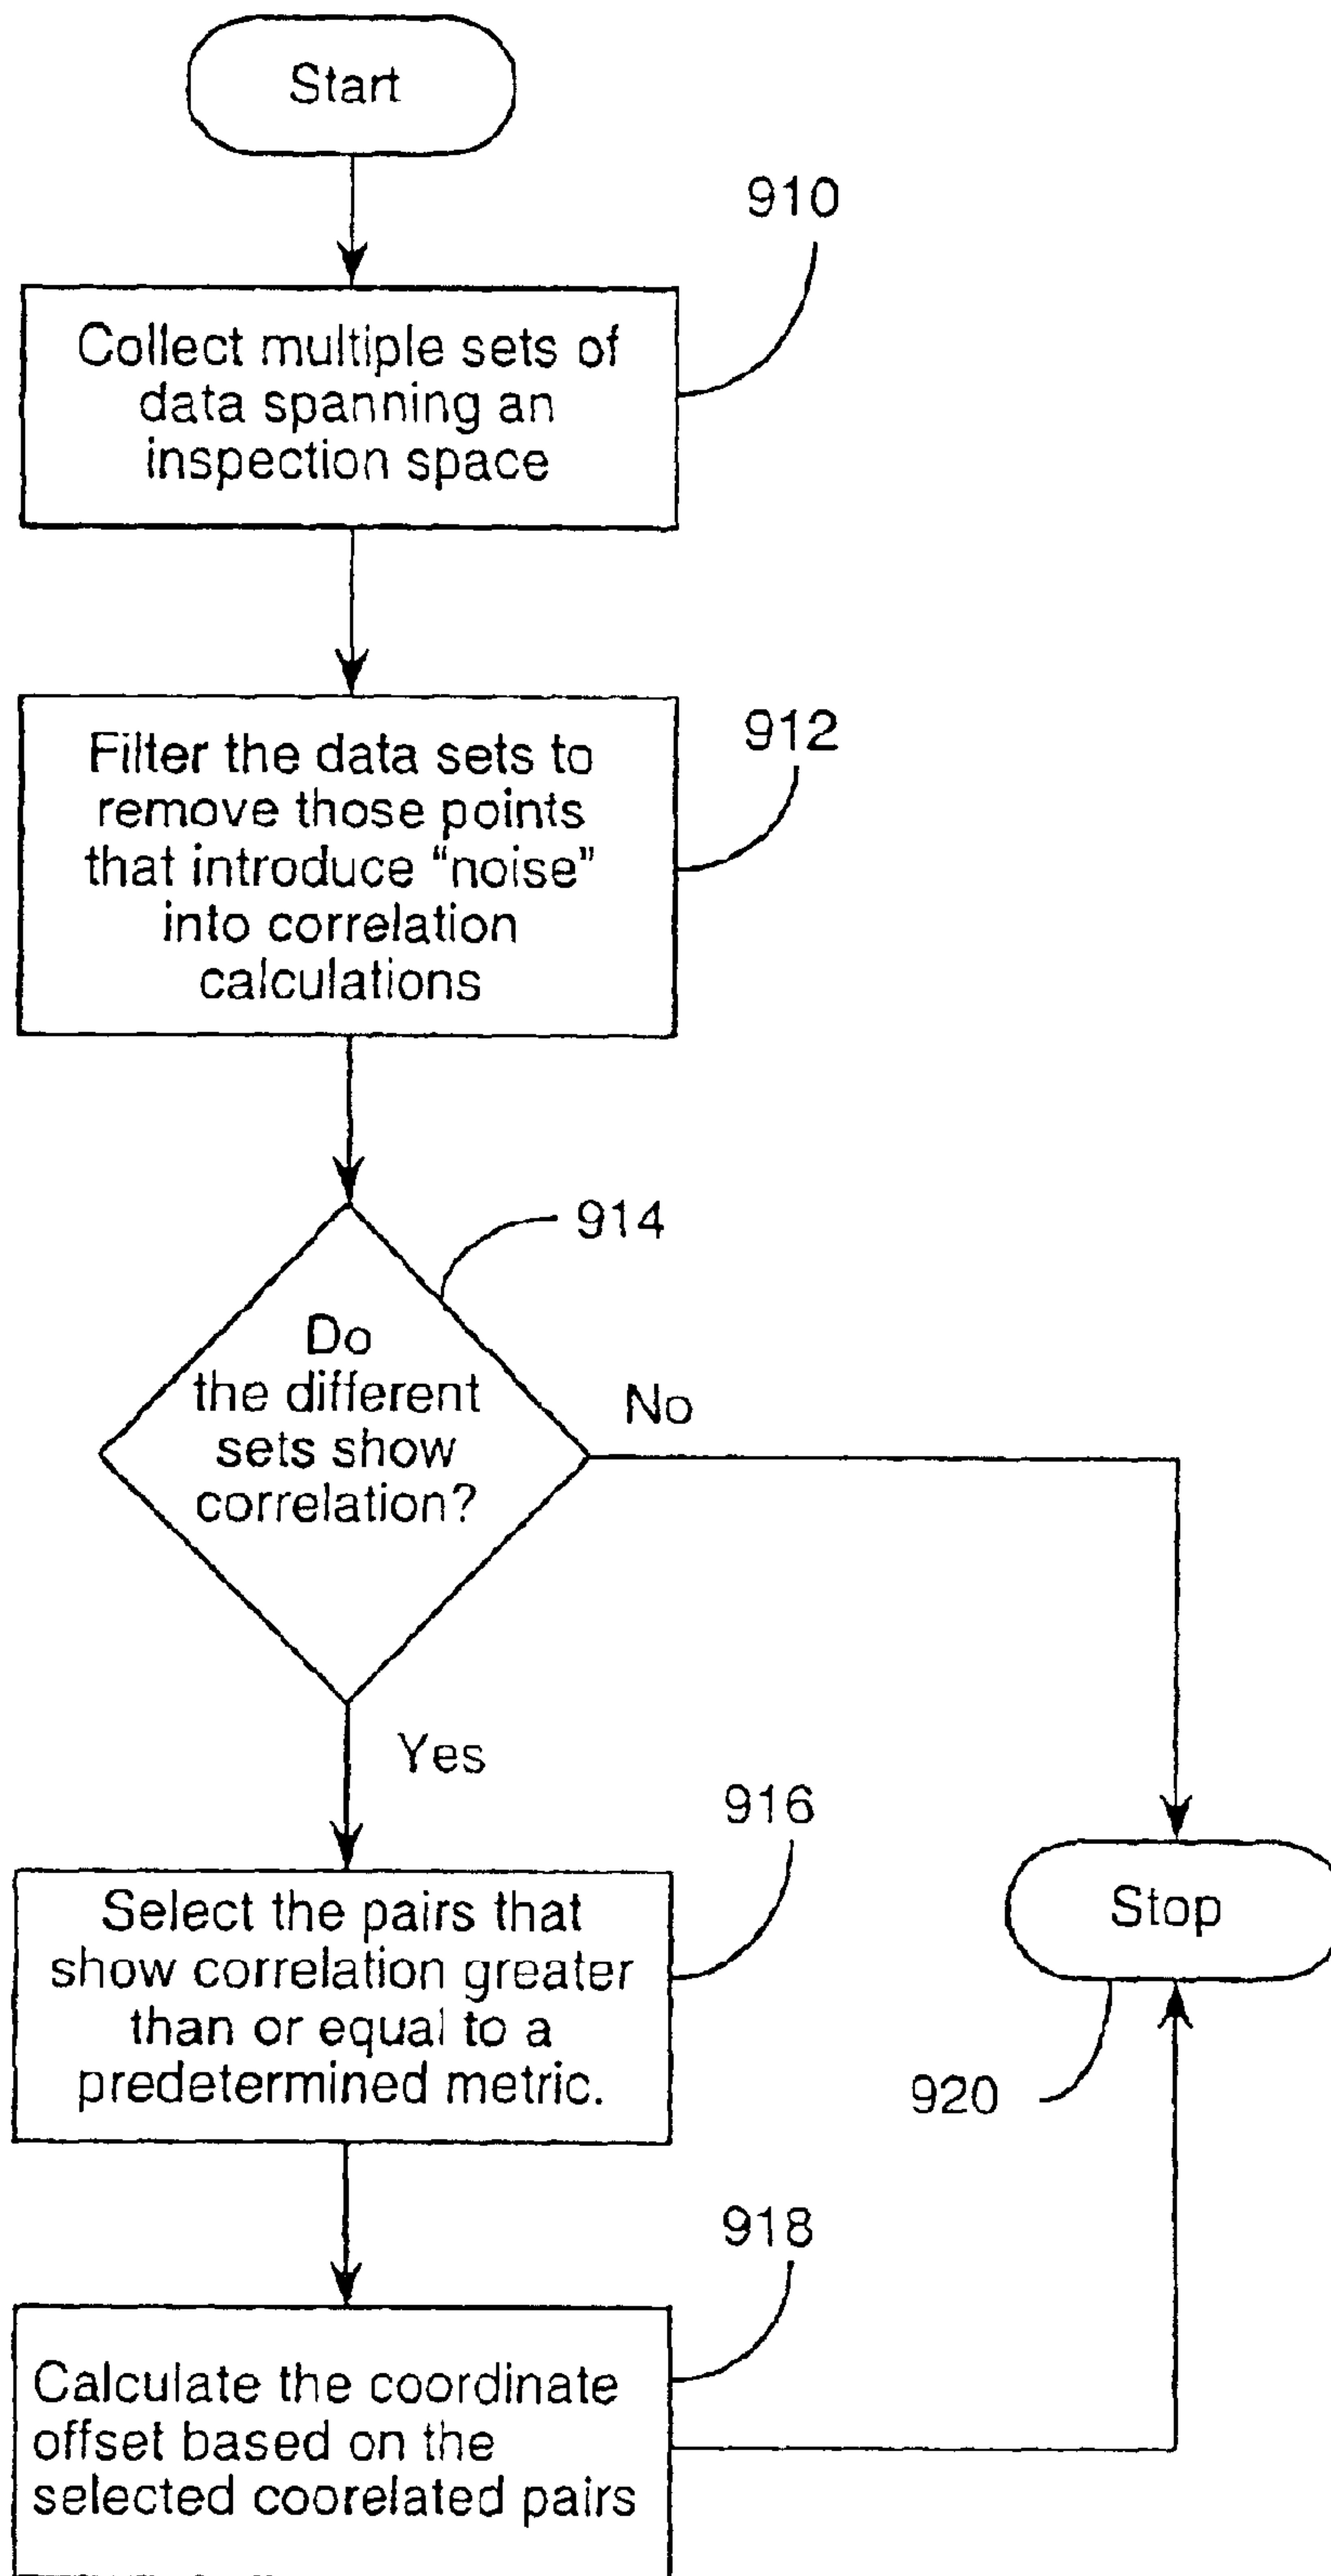 Start
910
Collect multiple sets of
data spanning an
inspection space
912
Filter the data sets to
remove those points
that introduce “noise”
into correlation
calculations
914
Do
the different
sets show
correlation?
No
Yes
916
Select the pairs that
show correlation greater
than or equal to a
predetermined metric.
Stop
920
918
Calculate the coordinate
offset based on the
selected coorelated pairs